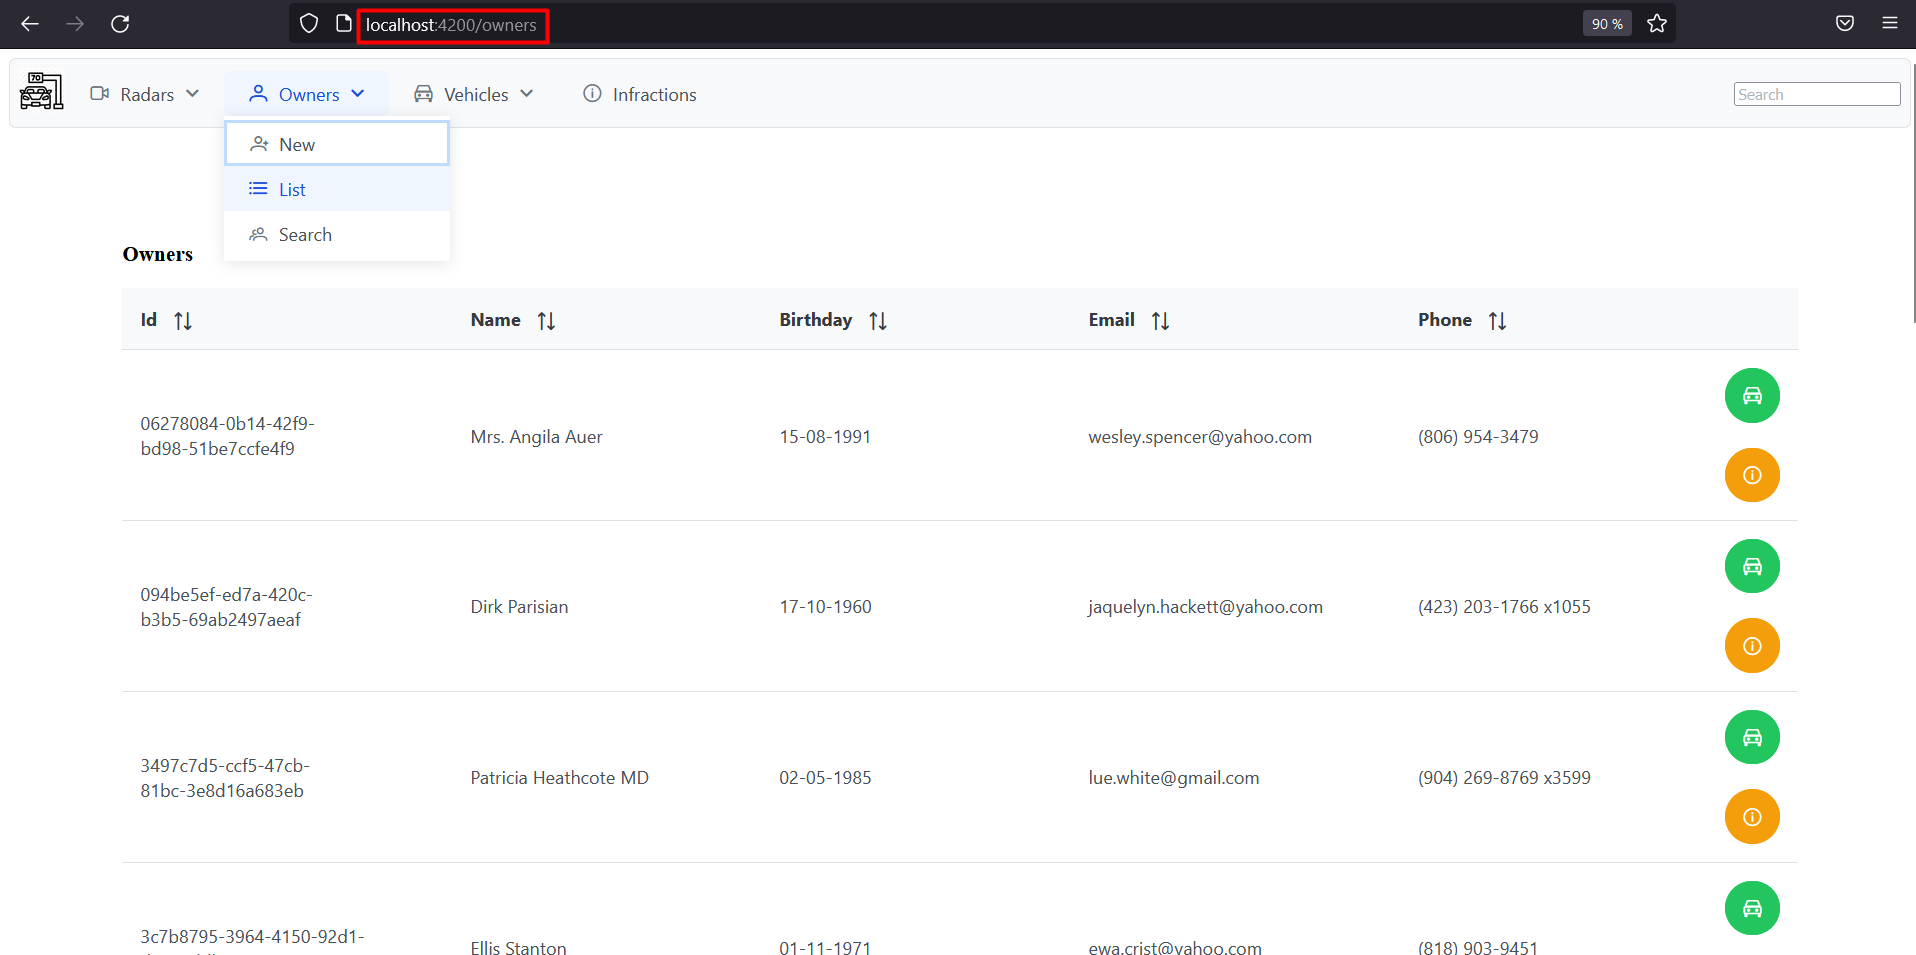 localhost:4200/owners
90 %
70
Radars
Owners
Vehicles
Infractions
Search
New
List
Search
Owners
Id Name Birthday Email Phone
06278084-0b14-42f9-
bd98-51be7ccfe4f9
Mrs. Angila Auer 15-08-1991 wesley.spencer@yahoo.com (806) 954-3479
094be5ef-ed7a-420c-
b3b5-69ab2497aeaf
Dirk Parisian 17-10-1960 jaquelyn.hackett@yahoo.com (423) 203-1766 x1055
3497c7d5-ccf5-47cb-
81bc-3e8d16a683eb
Patricia Heathcote MD 02-05-1985 lue.white@gmail.com (904) 269-8769 x3599
3c7b8795-3964-4150-92d1-
Ellis Stanton 01-11-1971 ewa.crist@yahoo.com (818) 903-9451